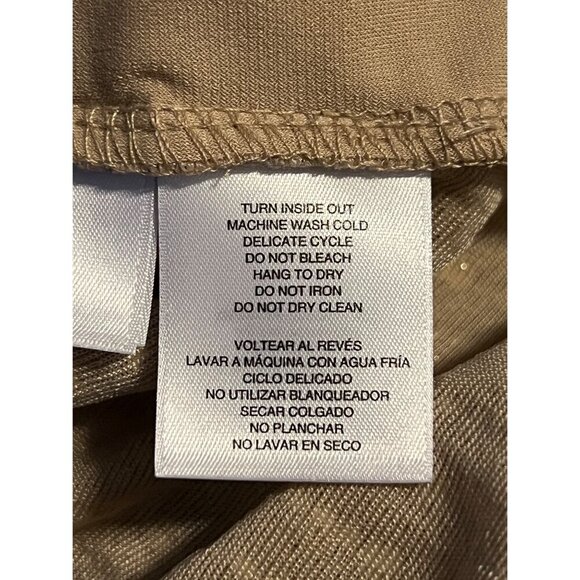 TURN INSIDE OUT
MACHINE WASH COLD
DELICATE CYCLE
DO NOT BLEACH
HANG TO DRY
DO NOT IRON
DO NOT DRY CLEAN
VOLTEAR AL REVÉS
LAVAR A MÁQUINA CON AGUA FRÍA
CICLO DELICADO
NO UTILIZAR BLANQUEADOR
SECAR COLGADO
NO PLANCHAR
NO LAVAR EN SECO